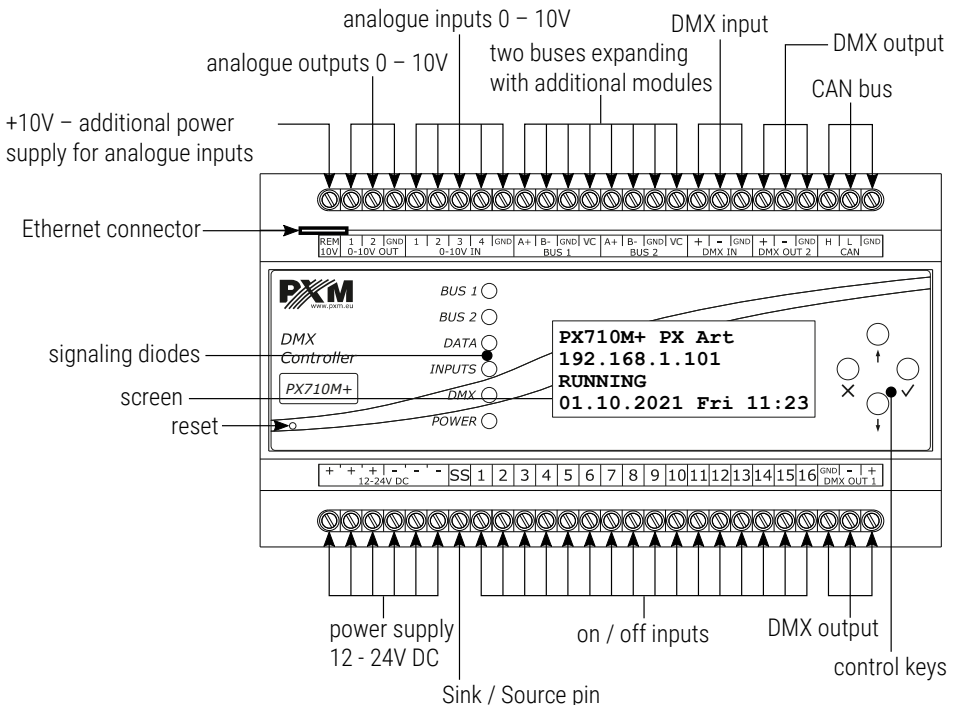 analogue inputs 0 – 10V
DMX input
analogue outputs 0 – 10V
two buses expanding
with additional modules
DMX output
CAN bus
+10V – additional power
supply for analogue inputs
Ethernet connector
REM 1 2 GND 1 2 3 4 GND A+ B- GND VC A+ B- GND VC + - GND + - GND H L GND
10V 0-10V OUT 0-10V IN BUS 1 BUS 2 DMX IN DMX OUT 2 CAN
PXM
www.pxm.eu
DMX
Controller
PX710M+
BUS 1
BUS 2
DATA
INPUTS
DMX
POWER
PX710M+ PX Art
192.168.1.101
RUNNING
01.10.2021 Fri 11:23
signaling diodes
screen
reset
+ + + - - - SS 1 2 3 4 5 6 7 8 9 10 11 12 13 14 15 16 GND - +
12-24V DC DMX OUT 1
power supply
12 - 24V DC
Sink / Source pin
on / off inputs
DMX output
control keys